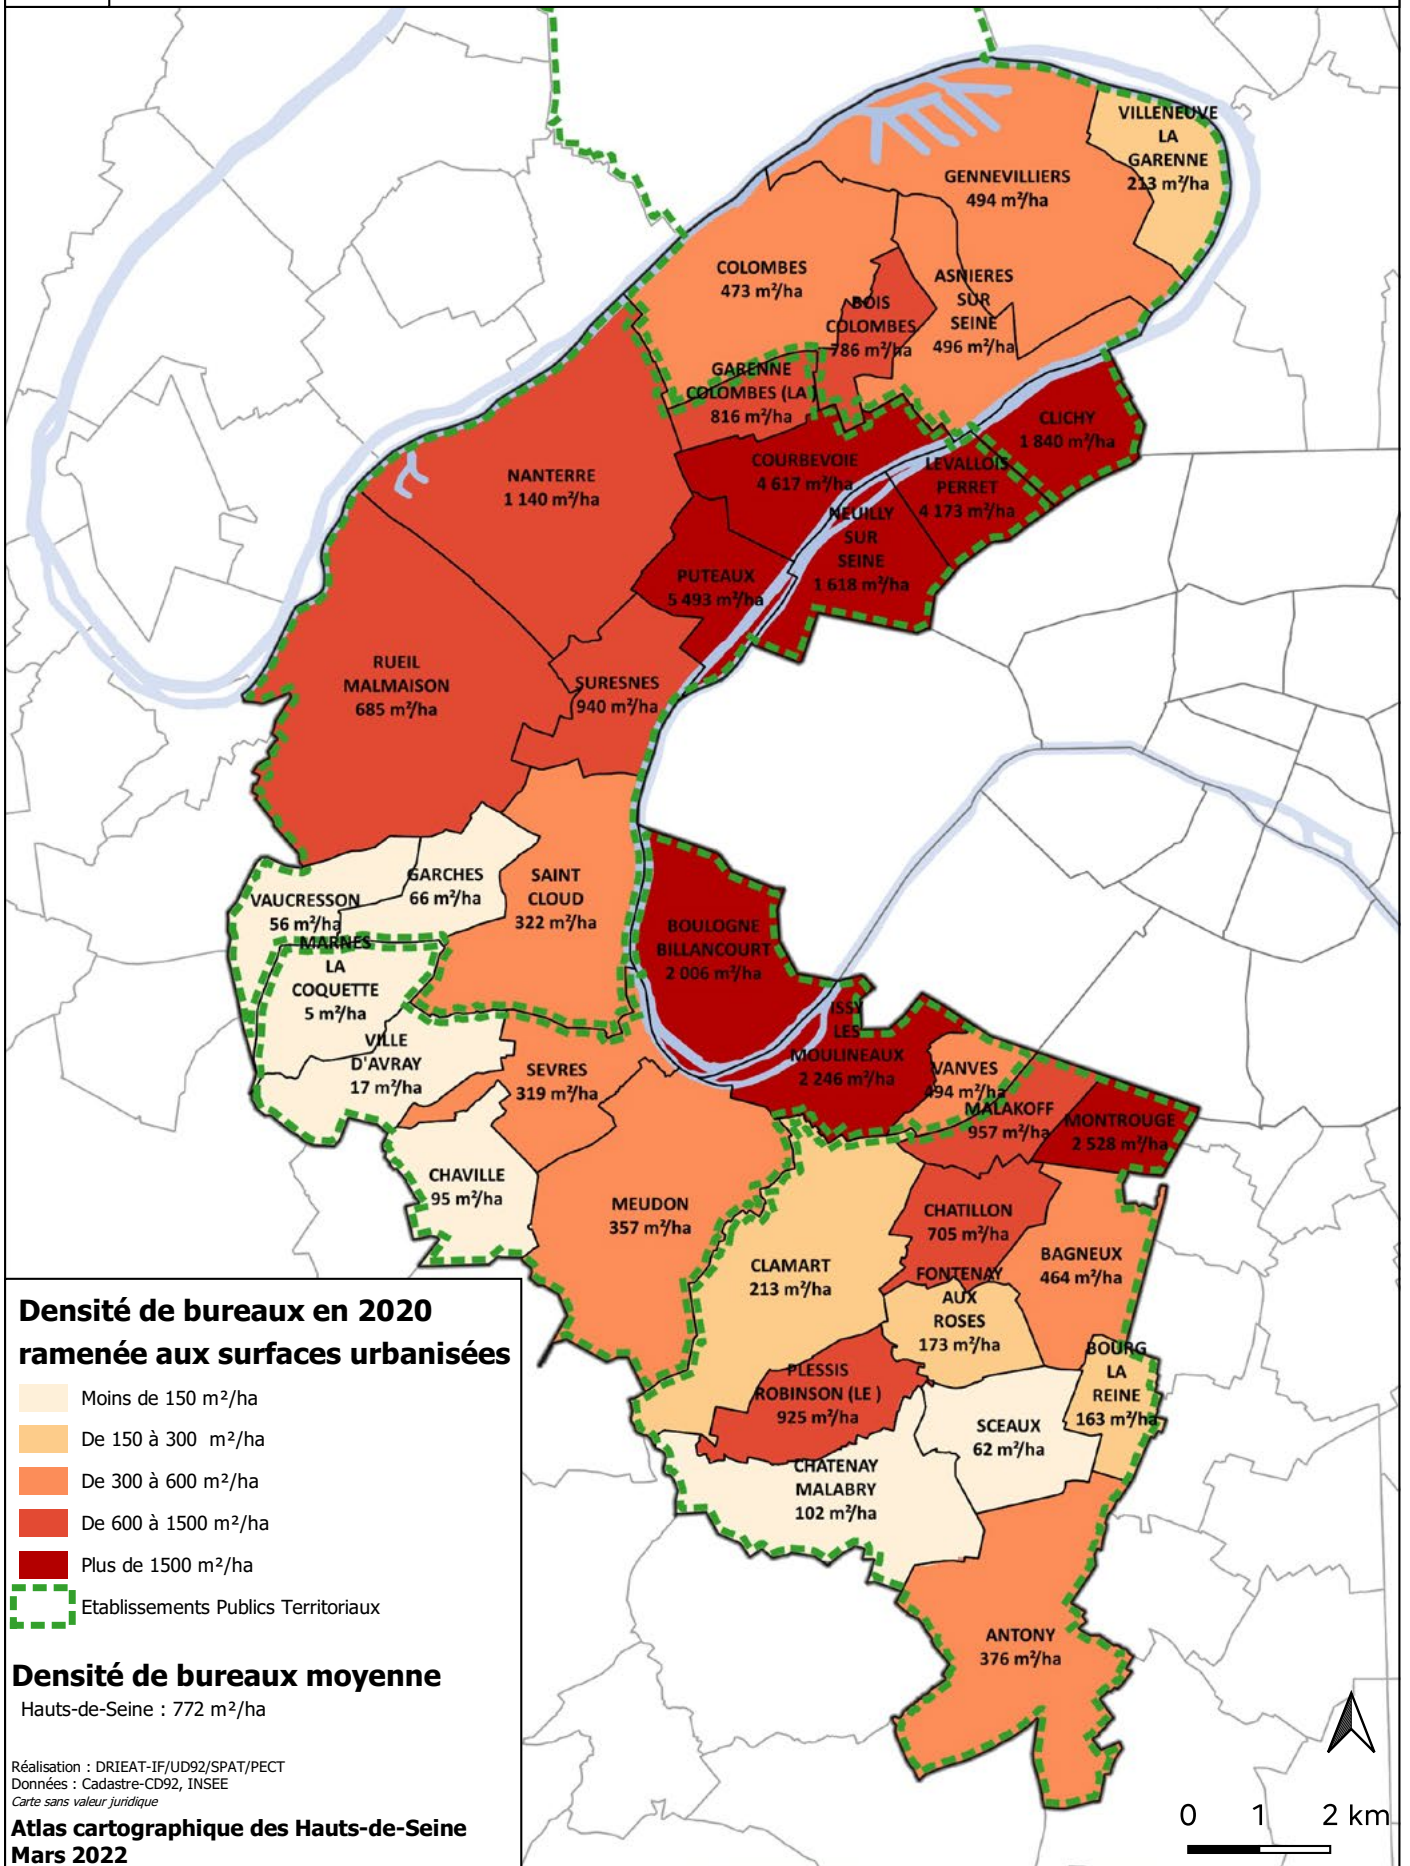 VILLENEUVE
LA
GARENNE
213 m²/ha
GENNEVILLIERS
494 m²/ha
COLOMBES
473 m²/ha
ASNIERES
SUR
SEINE
496 m²/ha
BOIS
COLOMBES
786 m²/ha
GARENNE
COLOMBES (LA )
816 m²/ha
CLICHY
1 840 m²/ha
COURBEVOIE
4 617 m²/ha
LEVALLOIS
PERRET
4 173 m²/ha
NANTERRE
1 140 m²/ha
NEUILLY
SUR
SEINE
1 618 m²/ha
PUTEAUX
5 493 m²/ha
RUEIL
MALMAISON
685 m²/ha
SURESNES
940 m²/ha
GARCHES
66 m²/ha
SAINT
CLOUD
322 m²/ha
VAUCRESSON
56 m²/ha
BOULOGNE
BILLANCOURT
2 006 m²/ha
MARNES
LA
COQUETTE
5 m²/ha
ISSY
LES
MOULINEAUX
2 246 m²/ha
VILLE
D'AVRAY
17 m²/ha
SEVRES
319 m²/ha
VANVES
494 m²/ha
MALAKOFF
957 m²/ha
MONTROUGE
2 528 m²/ha
CHAVILLE
95 m²/ha
MEUDON
357 m²/ha
CHATILLON
705 m²/ha
BAGNEUX
464 m²/ha
CLAMART
213 m²/ha
FONTENAY
AUX
ROSES
173 m²/ha
BOURG
LA
REINE
163 m²/ha
PLESSIS
ROBINSON (LE )
925 m²/ha
SCEAUX
62 m²/ha
CHATENAY
MALABRY
102 m²/ha
ANTONY
376 m²/ha
Densité de bureaux en 2020
ramenée aux surfaces urbanisées
Moins de 150 m²/ha
De 150 à 300 m²/ha
De 300 à 600 m²/ha
De 600 à 1500 m²/ha
Plus de 1500 m²/ha
Etablissements Publics Territoriaux
Densité de bureaux moyenne
Hauts-de-Seine : 772 m²/ha
Réalisation : DRIEAT-IF/UD92/SPAT/PECT
Données : Cadastre-CD92, INSEE
Carte sans valeur juridique
Atlas cartographique des Hauts-de-Seine
Mars 2022
0 1 2 km